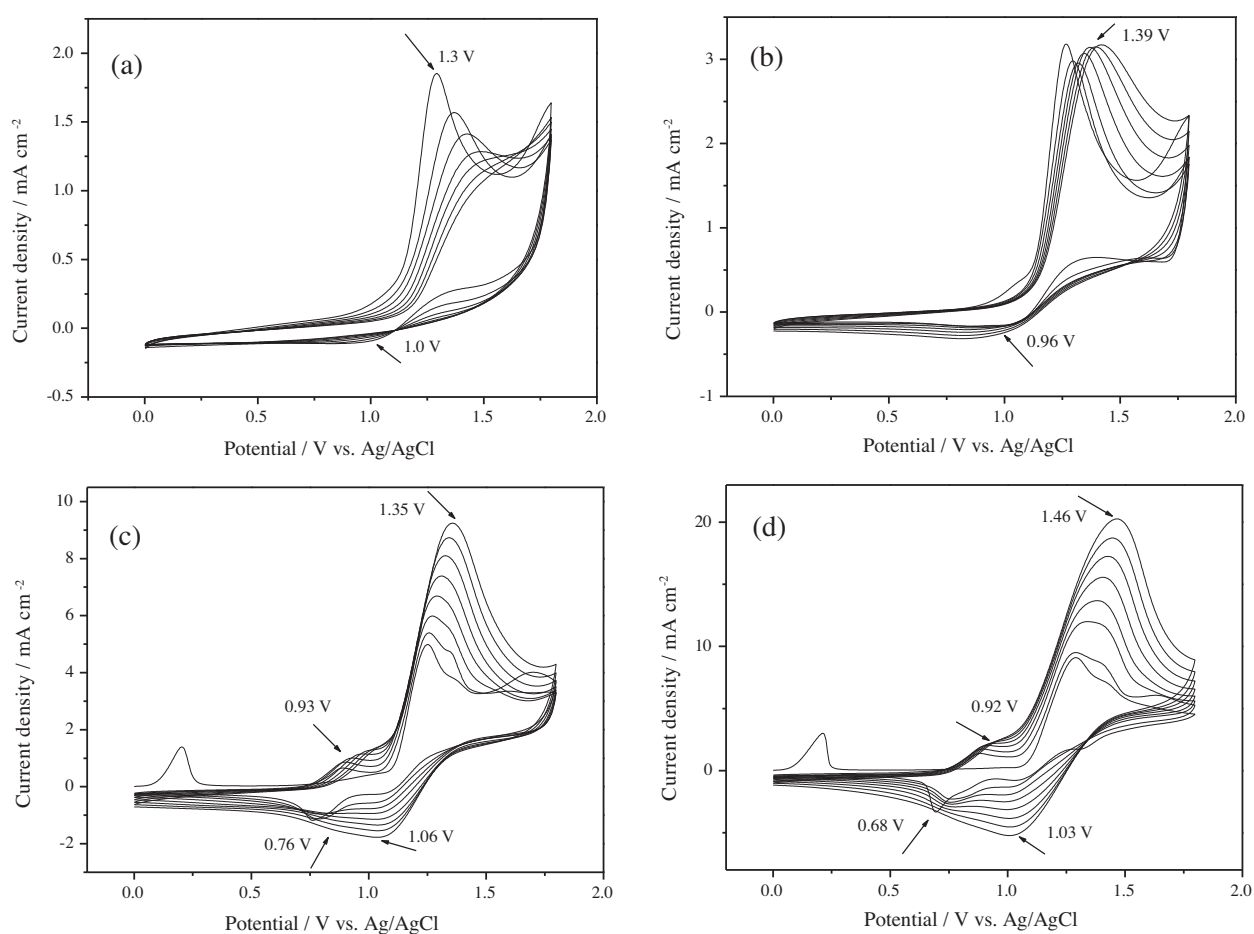 (a)
1.3 V
1.0 V
2.0
1.5
1.0
0.5
0.0
-0.5
0.0
0.5
1.0
1.5
2.0
Current density / mA cm⁻²
Potential / V vs. Ag/AgCl
(b)
1.39 V
0.96 V
3
2
1
0
-1
0.0
0.5
1.0
1.5
2.0
Current density / mA cm⁻²
Potential / V vs. Ag/AgCl
(c)
1.35 V
0.93 V
0.76 V
1.06 V
10
8
6
4
2
0
-2
0.0
0.5
1.0
1.5
2.0
Current density / mA cm⁻²
Potential / V vs. Ag/AgCl
(d)
1.46 V
0.92 V
0.68 V
1.03 V
20
10
0
0.0
0.5
1.0
1.5
2.0
Current density / mA cm⁻²
Potential / V vs. Ag/AgCl